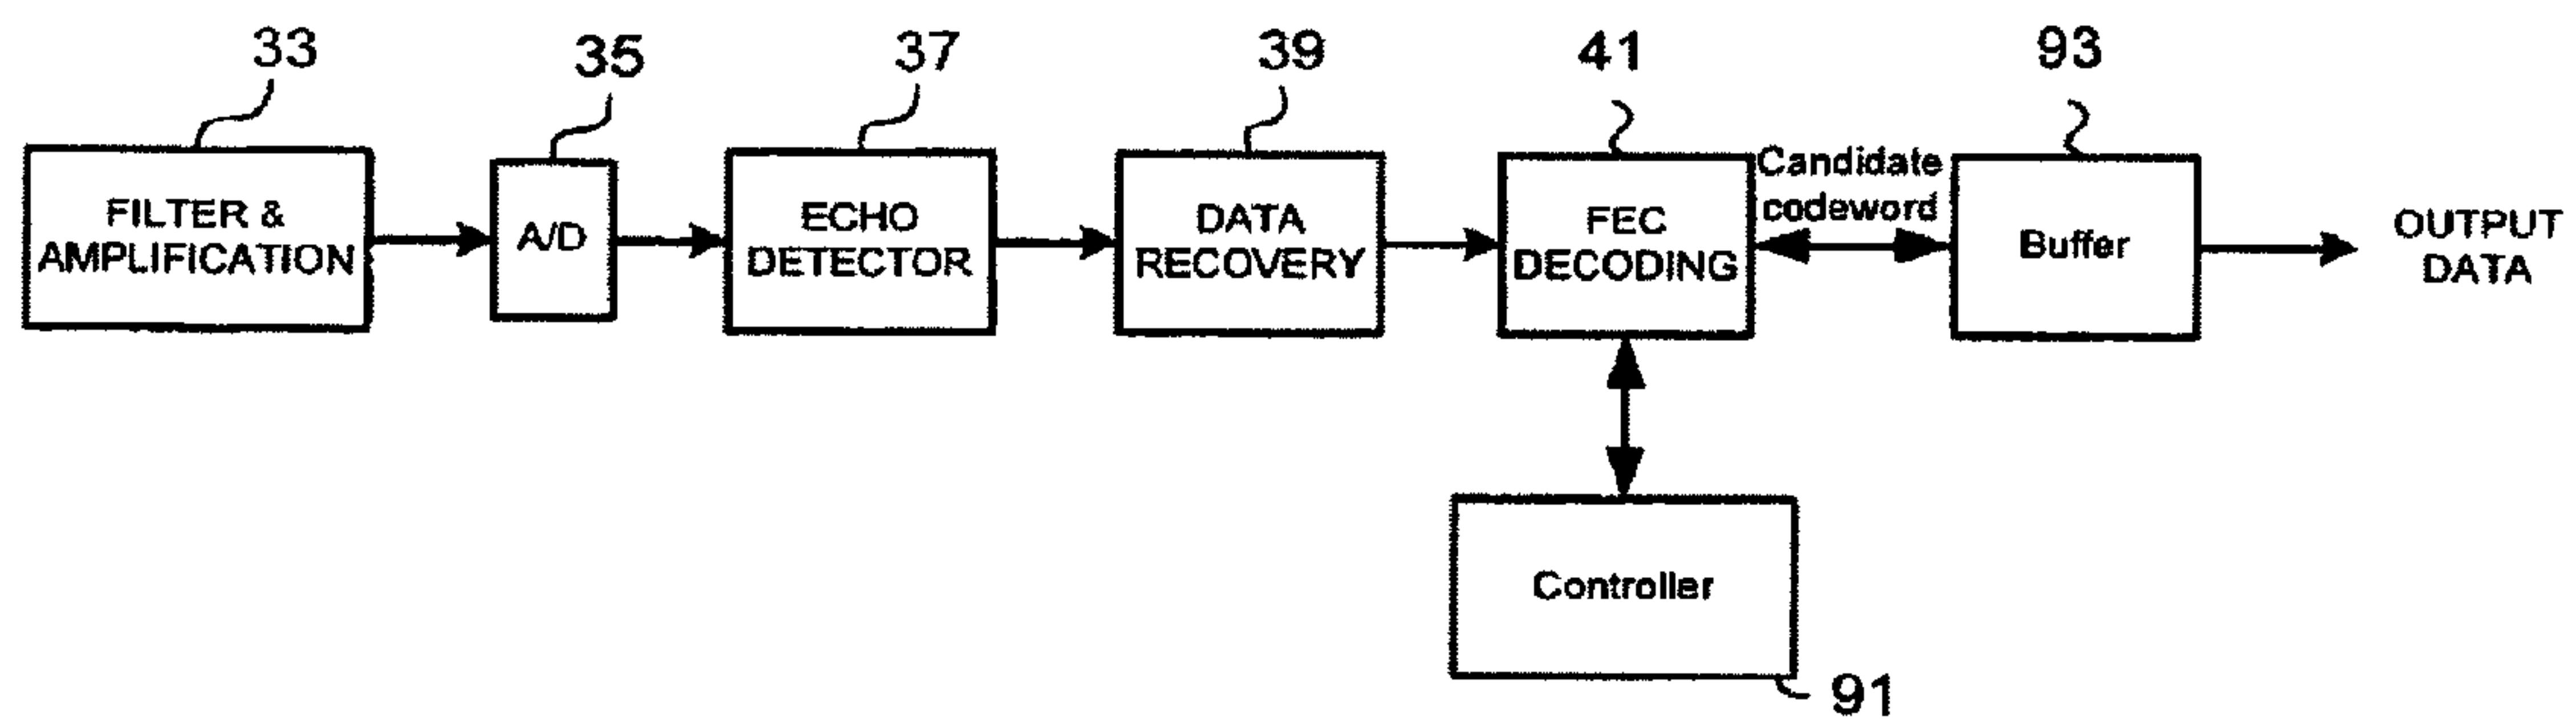 33
35
37
39
41
93
FILTER &
AMPLIFICATION
A/D
ECHO
DETECTOR
DATA
RECOVERY
FEC
DECODING
Candidate
codeword
Buffer
OUTPUT
DATA
Controller
91